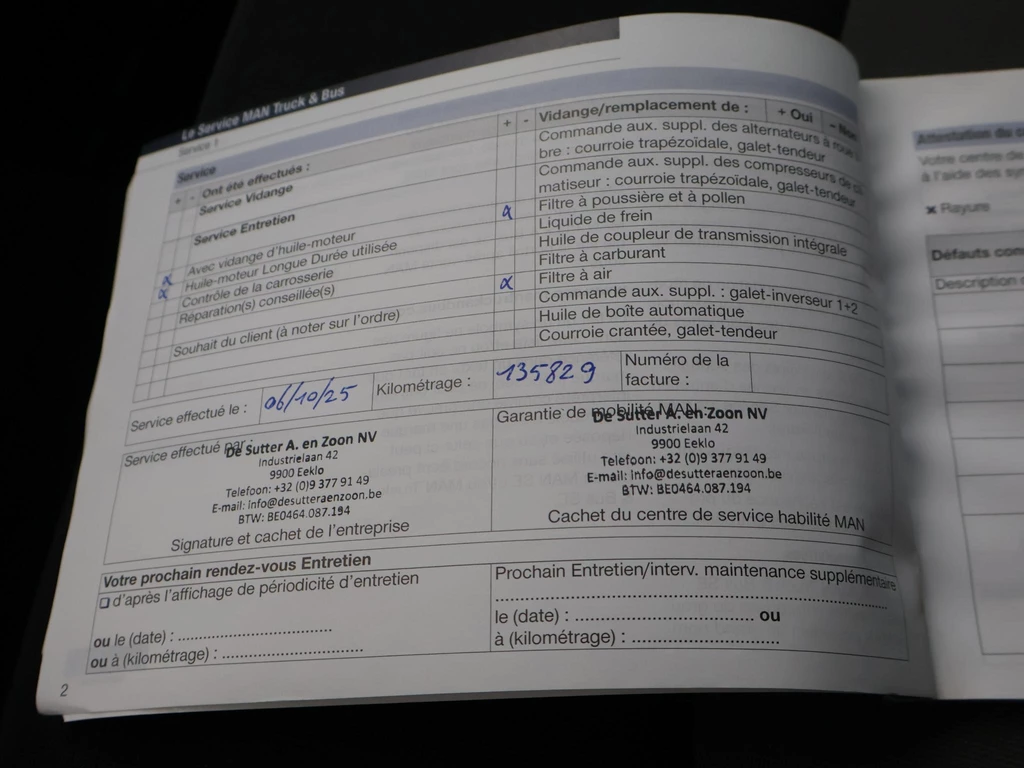 Le Service MAN Truck & Bus
Service 1
Service
+ - Ont été effectués :
Service Vidange
Service Entretien
Avec vidange d'huile-moteur
x Huile-moteur Longue Durée utilisée
x Contrôle de la carrosserie
Réparation(s) conseillée(s)
Souhait du client (à noter sur l'ordre)
+ - Vidange/remplacement de : + Oui - Non
Commande aux. suppl. des alternateurs à roue
bre : courroie trapézoïdale, galet-tendeur
Commande aux. suppl. des compresseurs de
matiseur : courroie trapézoïdale, galet-tendeur
x Filtre à poussière et à pollen
Liquide de frein
Huile de coupleur de transmission intégrale
Filtre à carburant
x Filtre à air
Commande aux. suppl. : galet-inverseur 1+2
Huile de boîte automatique
Courroie crantée, galet-tendeur
Service effectué le : 06/10/25 Kilométrage : 135829 Numéro de la
facture :
Service effectué par :
De Sutter A. en Zoon NV
Industrielaan 42
9900 Eeklo
Telefoon: +32 (0)9 377 91 49
E-mail: info@desutteraenzoon.be
BTW: BE0464.087.194
Signature et cachet de l'entreprise
Garantie de mobilité MAN :
De Sutter A. en Zoon NV
Industrielaan 42
9900 Eeklo
Telefoon: +32 (0)9 377 91 49
E-mail: info@desutteraenzoon.be
BTW: BE0464.087.194
Cachet du centre de service habilité MAN
Votre prochain rendez-vous Entretien
❏ d'après l'affichage de périodicité d'entretien
ou le (date) : ..............................
ou à (kilométrage) : ..............................
Prochain Entretien/interv. maintenance supplémentaire
..............................
le (date) : .............................. ou
à (kilométrage) : ..............................
2
Attestation du
Votre centre de
à l'aide des
x Rayure
Défauts
Description